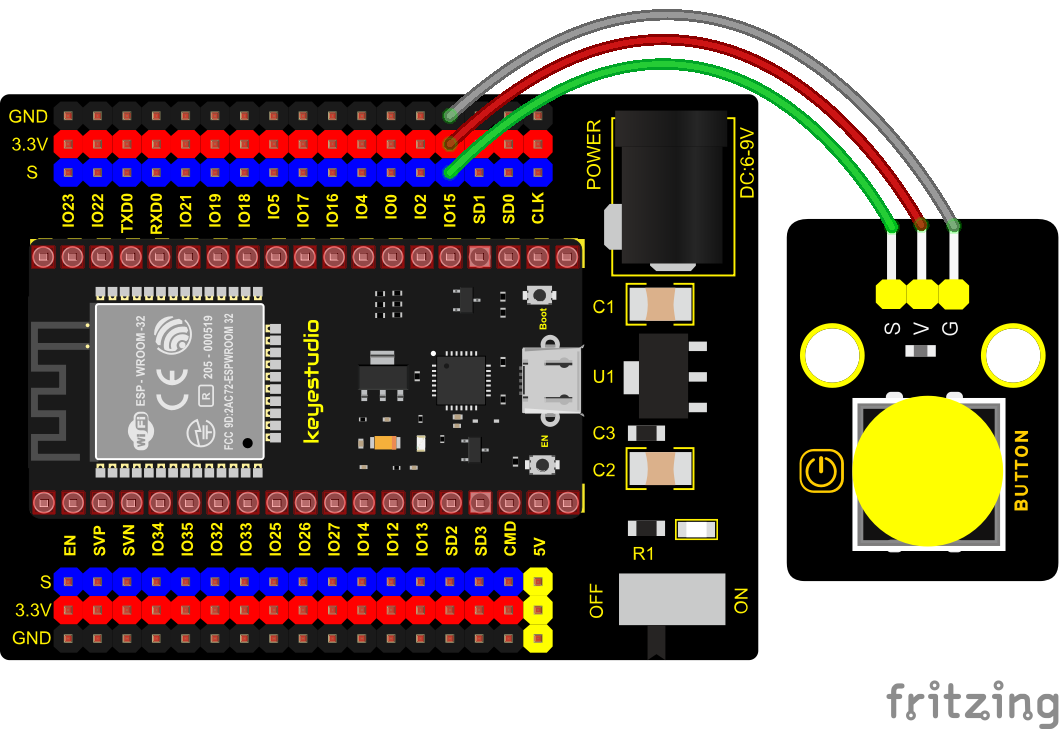 GND
3.3V
S
IO23
IO22
TXD0
RXD0
IO21
IO19
IO18
IO5
IO17
IO16
IO4
IO0
IO2
IO15
SD1
SD0
CLK
POWER
DC:6-9V
C1
U1
C3
C2
R1
OFF
ON
Boot
EN
keyestudio
WiFi
ESP - WROOM-32
CE
R
205 - 000519
FCC 9D:2AC72-ESPWROOM 32
EN
SVP
SVN
IO34
IO35
IO32
IO33
IO25
IO26
IO27
IO14
IO12
IO13
SD2
SD3
CMD
5V
S
3.3V
GND
S
V
G
BUTTON
fritzing